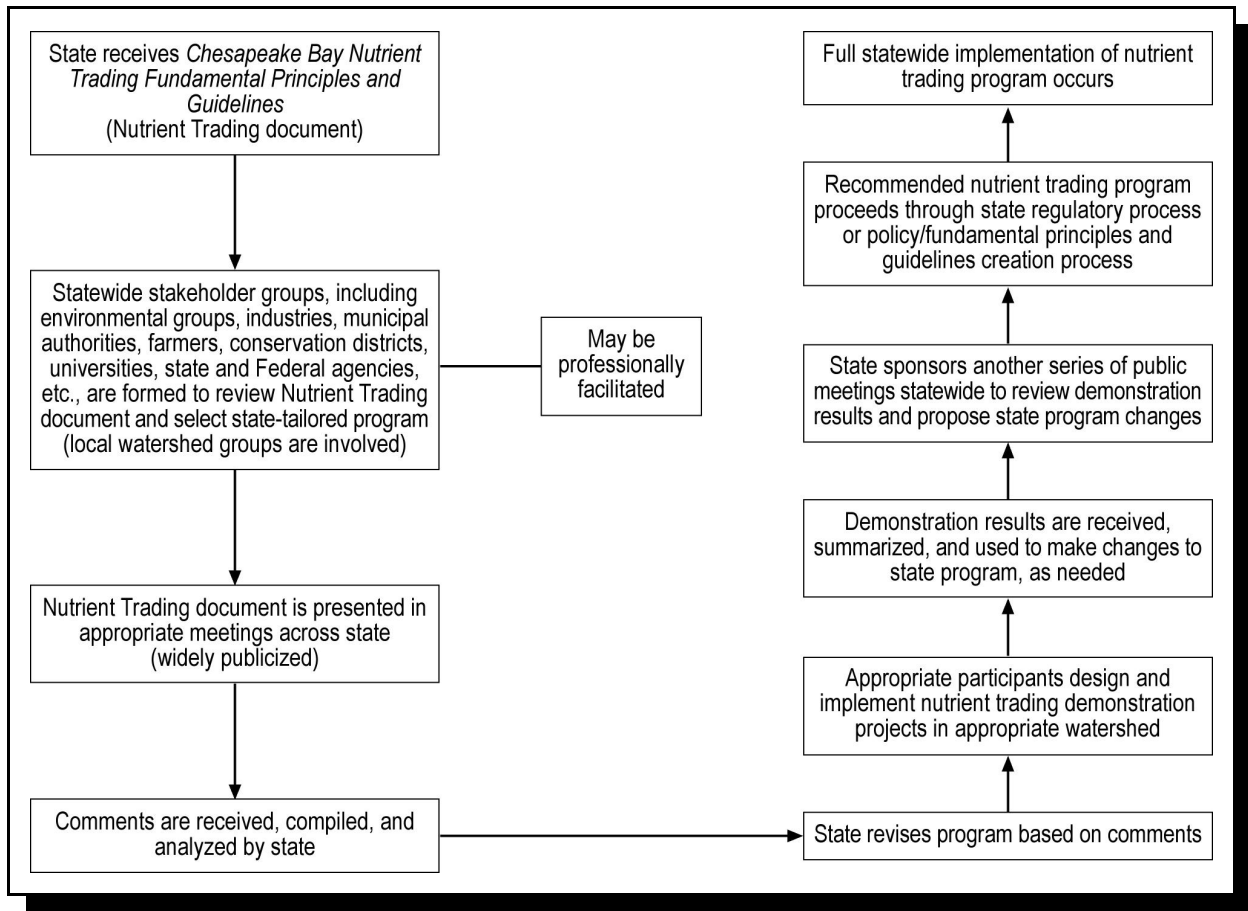 State receives Chesapeake Bay Nutrient
Trading Fundamental Principles and
Guidelines
(Nutrient Trading document)
Statewide stakeholder groups, including
environmental groups, industries, municipal
authorities, farmers, conservation districts,
universities, state and Federal agencies,
etc., are formed to review Nutrient Trading
document and select state-tailored program
(local watershed groups are involved)
May be
professionally
facilitated
Nutrient Trading document is presented in
appropriate meetings across state
(widely publicized)
Comments are received, compiled, and
analyzed by state
State revises program based on comments
Appropriate participants design and
implement nutrient trading demonstration
projects in appropriate watershed
Demonstration results are received,
summarized, and used to make changes to
state program, as needed
State sponsors another series of public
meetings statewide to review demonstration
results and propose state program changes
Recommended nutrient trading program
proceeds through state regulatory process
or policy/fundamental principles and
guidelines creation process
Full statewide implementation of nutrient
trading program occurs